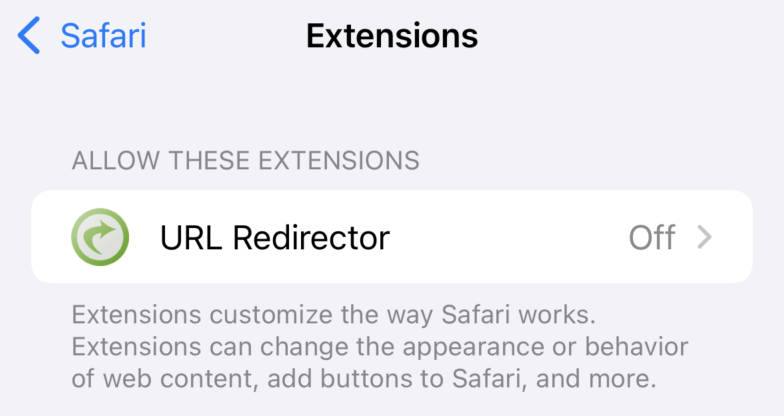 Safari
Extensions
ALLOW THESE EXTENSIONS
URL Redirector
Off
Extensions customize the way Safari works.
Extensions can change the appearance or behavior
of web content, add buttons to Safari, and more.